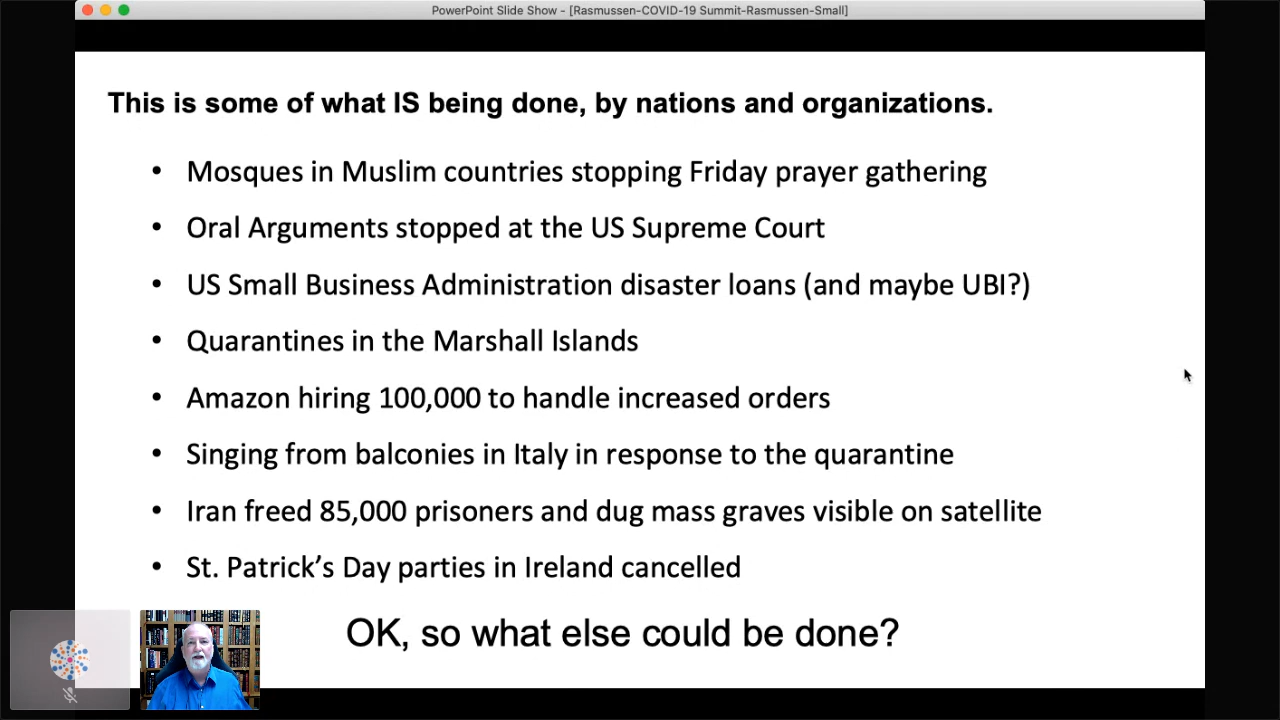 PowerPoint Slide Show - [Rasmussen-COVID-19 Summit-Rasmussen-Small]
This is some of what IS being done, by nations and organizations.
• Mosques in Muslim countries stopping Friday prayer gathering
• Oral Arguments stopped at the US Supreme Court
• US Small Business Administration disaster loans (and maybe UBI?)
• Quarantines in the Marshall Islands
• Amazon hiring 100,000 to handle increased orders
• Singing from balconies in Italy in response to the quarantine
• Iran freed 85,000 prisoners and dug mass graves visible on satellite
• St. Patrick’s Day parties in Ireland cancelled
OK, so what else could be done?